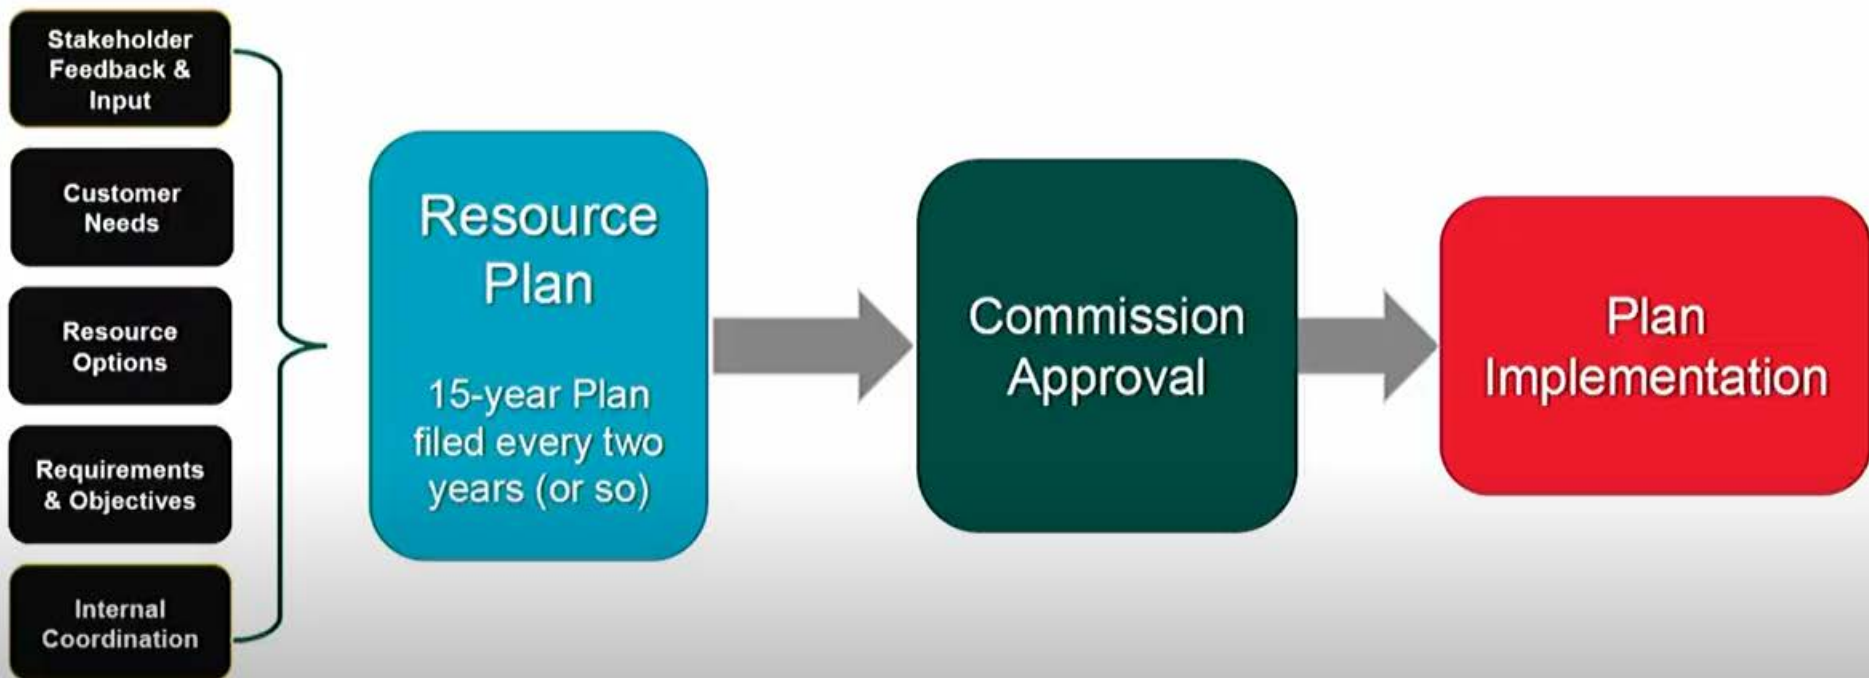 Stakeholder
Feedback &
Input
Customer
Needs
Resource
Options
Requirements
& Objectives
Internal
Coordination
Resource
Plan
15-year Plan
filed every two
years (or so)
Commission
Approval
Plan
Implementation